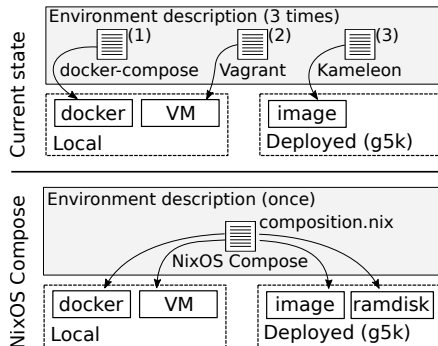 Current state
Environment description (3 times)
(1) (2) (3)
docker-compose Vagrant Kameleon
docker VM image
Local Deployed (g5k)
NixOS Compose
Environment description (once)
composition.nix
NixOS Compose
docker VM image ramdisk
Local Deployed (g5k)